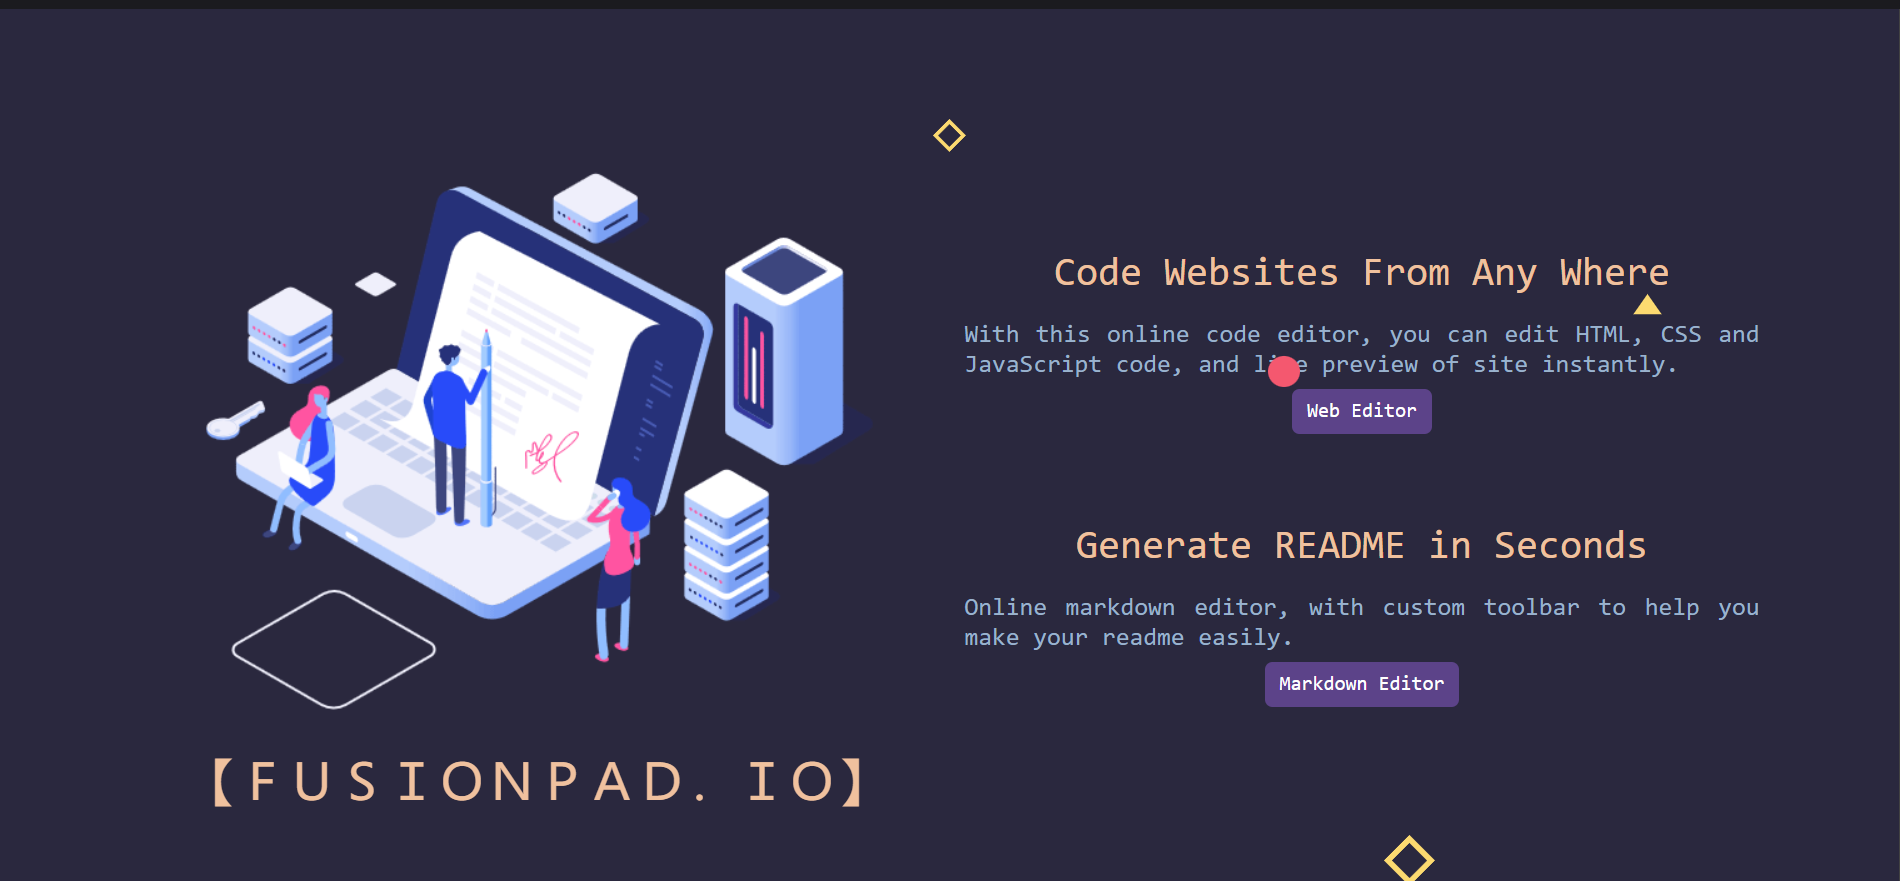 Code Websites From Any Where
With this online code editor, you can edit HTML, CSS and
JavaScript code, and live preview of site instantly.
Web Editor
Generate README in Seconds
Online markdown editor, with custom toolbar to help you
make your readme easily.
Markdown Editor
【FUSIONPAD. IO】